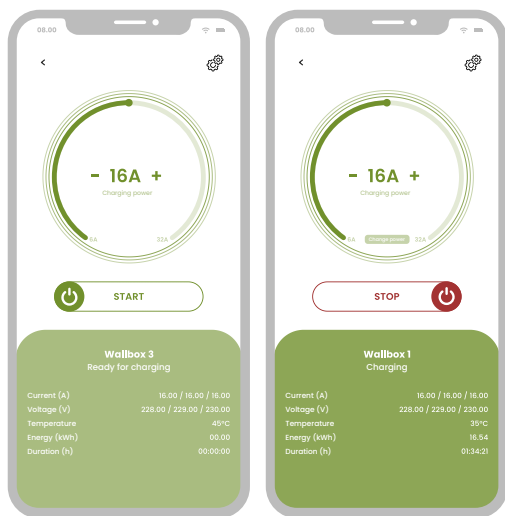 08.00
- 16A +
Charging power
6A 32A
START
Wallbox 3
Ready for charging
Current (A) 16.00 / 16.00 / 16.00
Voltage (V) 228.00 / 229.00 / 230.00
Temperature 45°C
Energy (kWh) 00.00
Duration (h) 00:00:00
08.00
- 16A +
Charging power
6A Change power 32A
STOP
Wallbox 1
Charging
Current (A) 16.00 / 16.00 / 16.00
Voltage (V) 228.00 / 229.00 / 230.00
Temperature 35°C
Energy (kWh) 16.54
Duration (h) 01:34:21